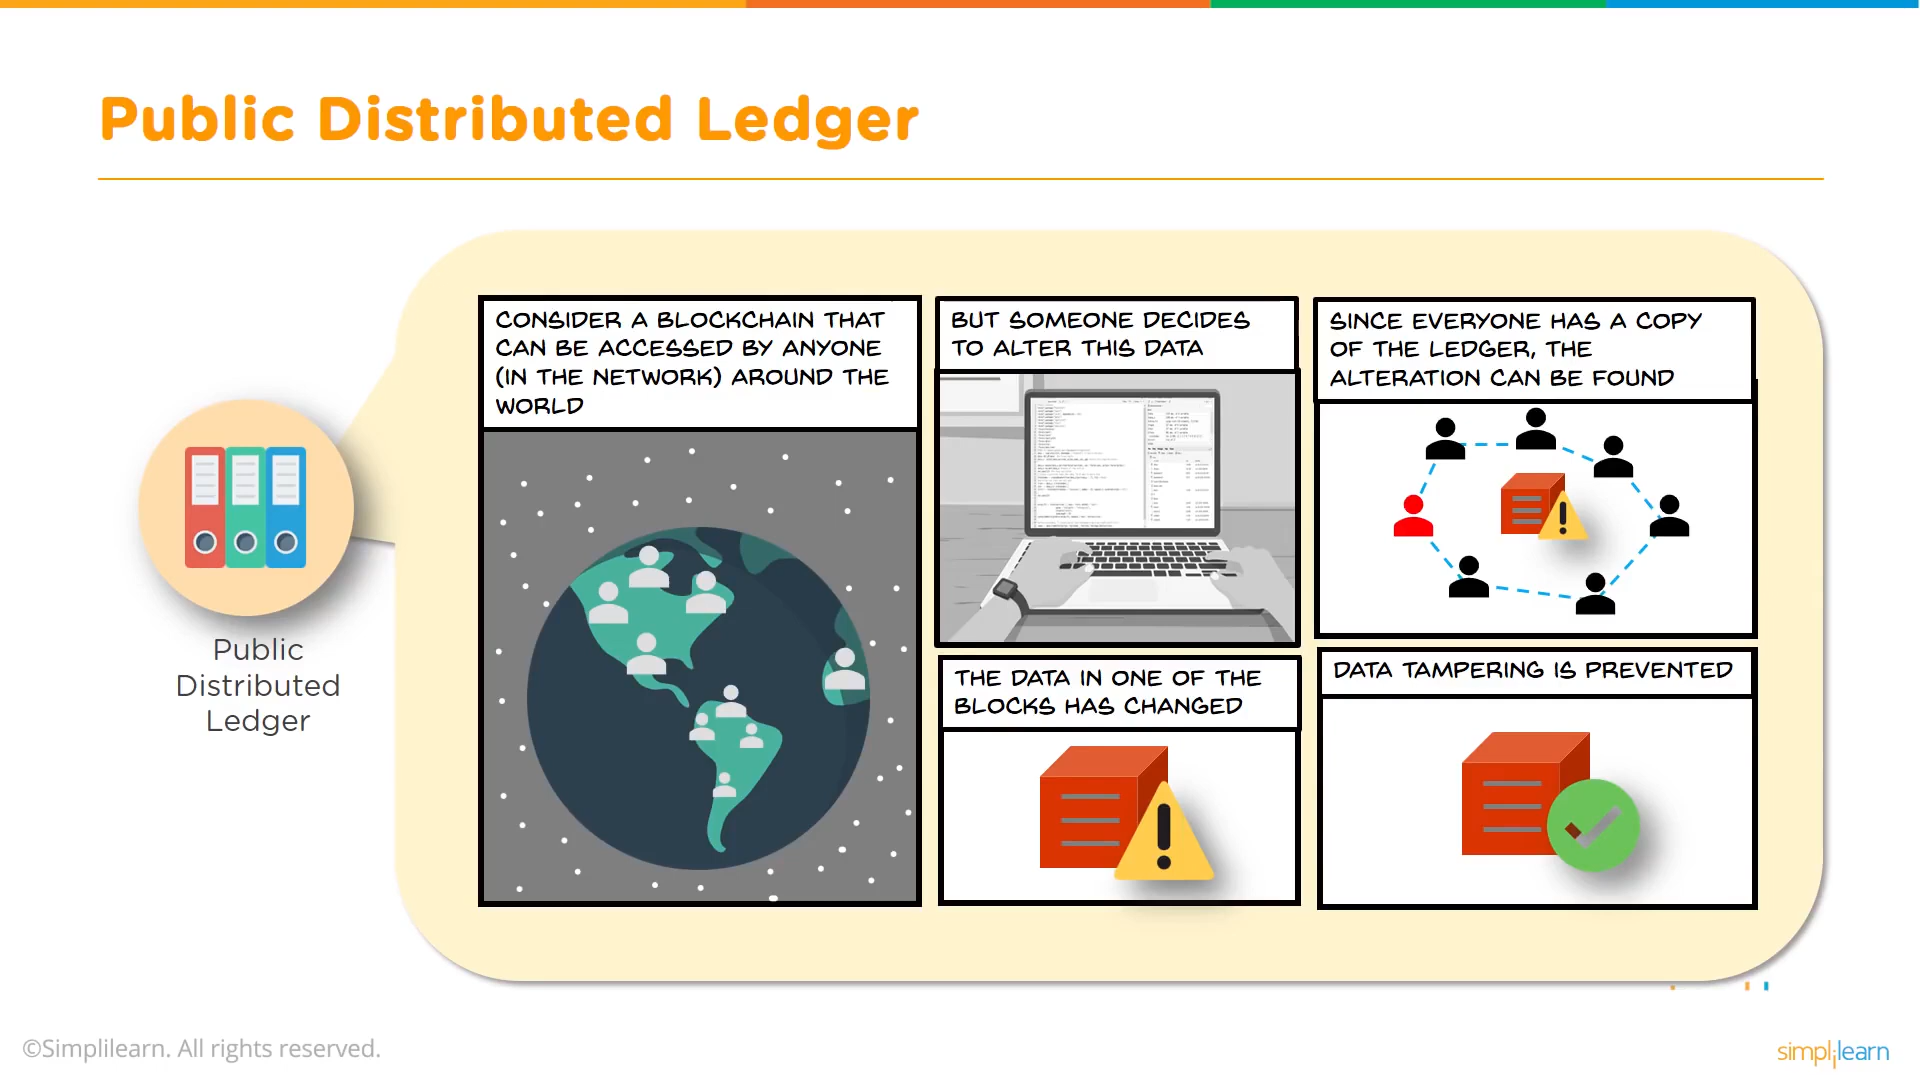 Public Distributed Ledger
CONSIDER A BLOCKCHAIN THAT
CAN BE ACCESSED BY ANYONE
(IN THE NETWORK) AROUND THE
WORLD
BUT SOMEONE DECIDES
TO ALTER THIS DATA
THE DATA IN ONE OF THE
BLOCKS HAS CHANGED
SINCE EVERYONE HAS A COPY
OF THE LEDGER, THE
ALTERATION CAN BE FOUND
DATA TAMPERING IS PREVENTED
Public
Distributed
Ledger
©Simplilearn. All rights reserved.
simplilearn